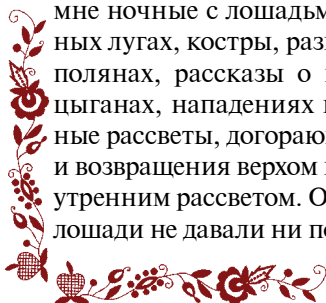 мне ночные с лошадьм
ных лугах, костры, раз
полянах, рассказы о
цыганах, нападениях
ные рассветы, догораю
и возвращения верхом
утренним рассветом. О
лошади не давали ни по